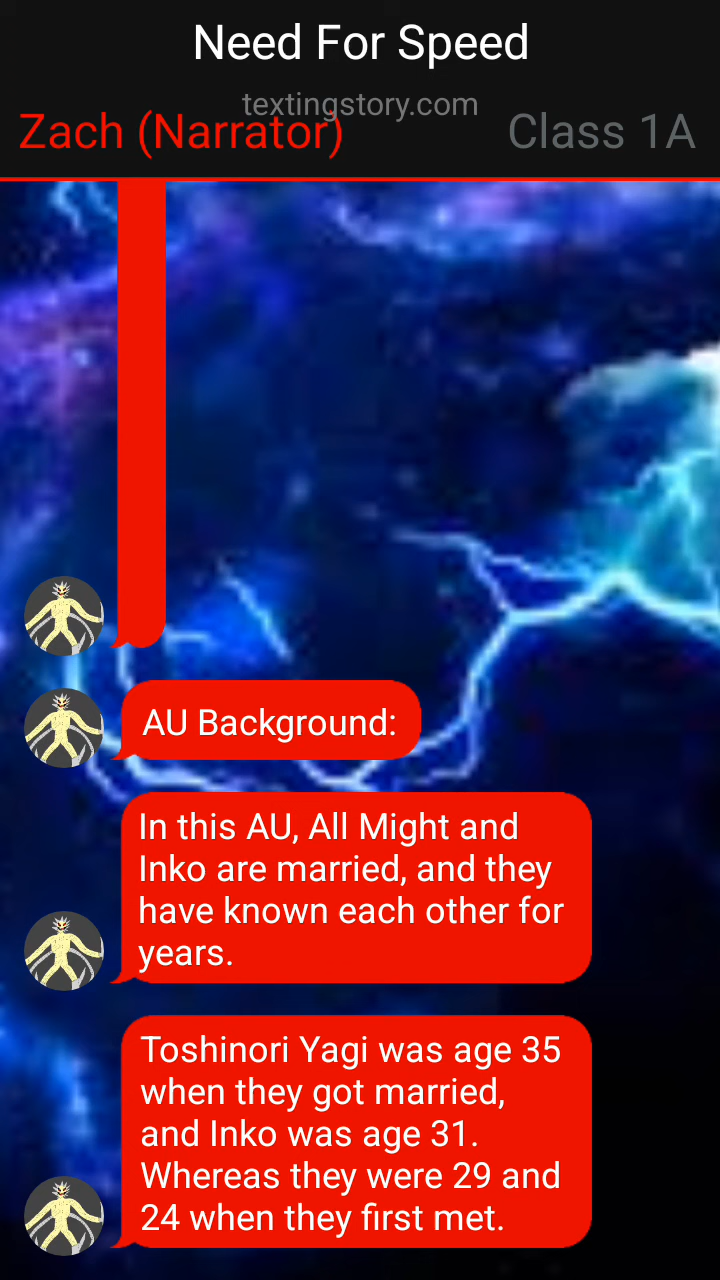 Need For Speed
textingstory.com
Zach (Narrator)
Class 1A
AU Background:
In this AU, All Might and
Inko are married, and they
have known each other for
years.
Toshinori Yagi was age 35
when they got married,
and Inko was age 31.
Whereas they were 29 and
24 when they first met.